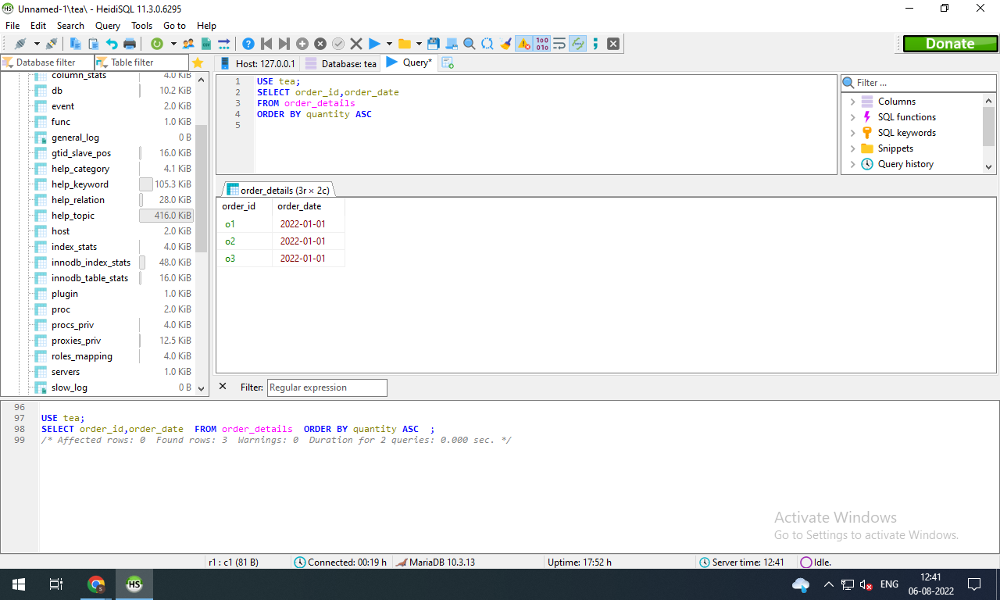 Unnamed-1\tea\ - HeidiSQL 11.3.0.6295
File Edit Search Query Tools Go to Help
Donate
Database filter Table filter
Host: 127.0.0.1 Database: tea Query*
column_stats 4.0 KiB
db 10.2 KiB
event 2.0 KiB
func 1.0 KiB
general_log 0 B
gtid_slave_pos 16.0 KiB
help_category 4.1 KiB
help_keyword 105.3 KiB
help_relation 28.0 KiB
help_topic 416.0 KiB
host 2.0 KiB
index_stats 4.0 KiB
innodb_index_stats 48.0 KiB
innodb_table_stats 16.0 KiB
plugin 1.0 KiB
proc 2.0 KiB
procs_priv 4.0 KiB
proxies_priv 12.5 KiB
roles_mapping 4.0 KiB
servers 1.0 KiB
slow_log 0 B
1 USE tea;
2 SELECT order_id,order_date
3 FROM order_details
4 ORDER BY quantity ASC
5
Filter ...
Columns
SQL functions
SQL keywords
Snippets
Query history
order_details (3r × 2c)
order_id order_date
o1 2022-01-01
o2 2022-01-01
o3 2022-01-01
Filter: Regular expression
96
97 USE tea;
98 SELECT order_id,order_date FROM order_details ORDER BY quantity ASC ;
99 /* Affected rows: 0 Found rows: 3 Warnings: 0 Duration for 2 queries: 0.000 sec. */
Activate Windows
Go to Settings to activate Windows.
r1 : c1 (81 B) Connected: 00:19 h MariaDB 10.3.13 Uptime: 17:52 h Server time: 12:41 Idle.
HS
ENG
12:41
06-08-2022